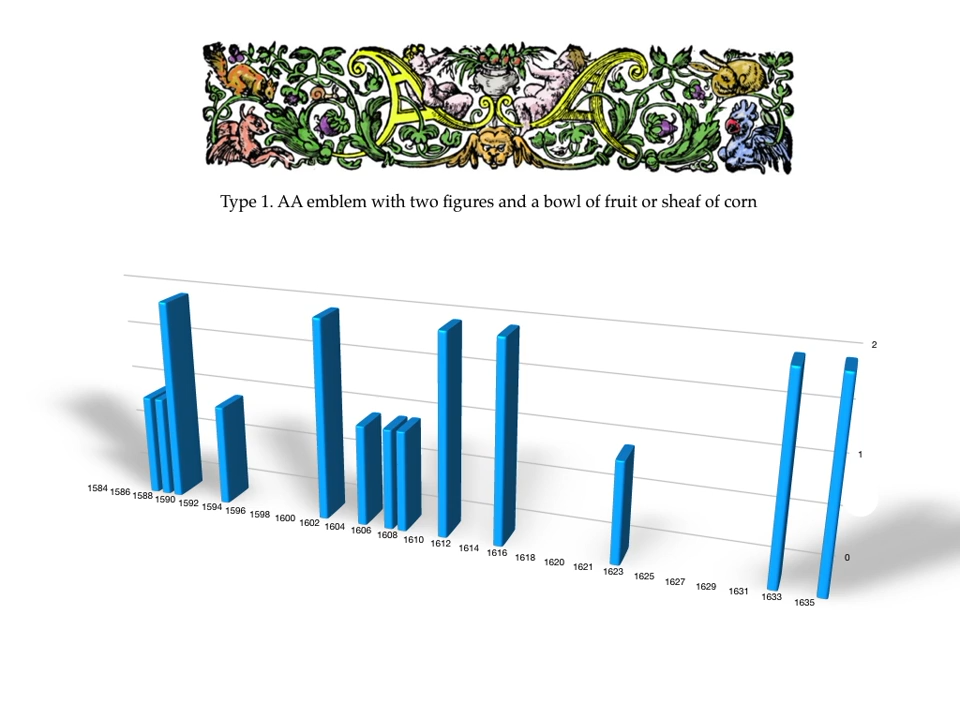 Type 1. AA emblem with two figures and a bowl of fruit or sheaf of corn
2
1
0
1584 1586 1588 1590 1592 1594 1596 1598 1600 1602 1604 1606 1608 1610 1612 1614 1616 1618 1620 1621 1623 1625 1627 1629 1631 1633 1635